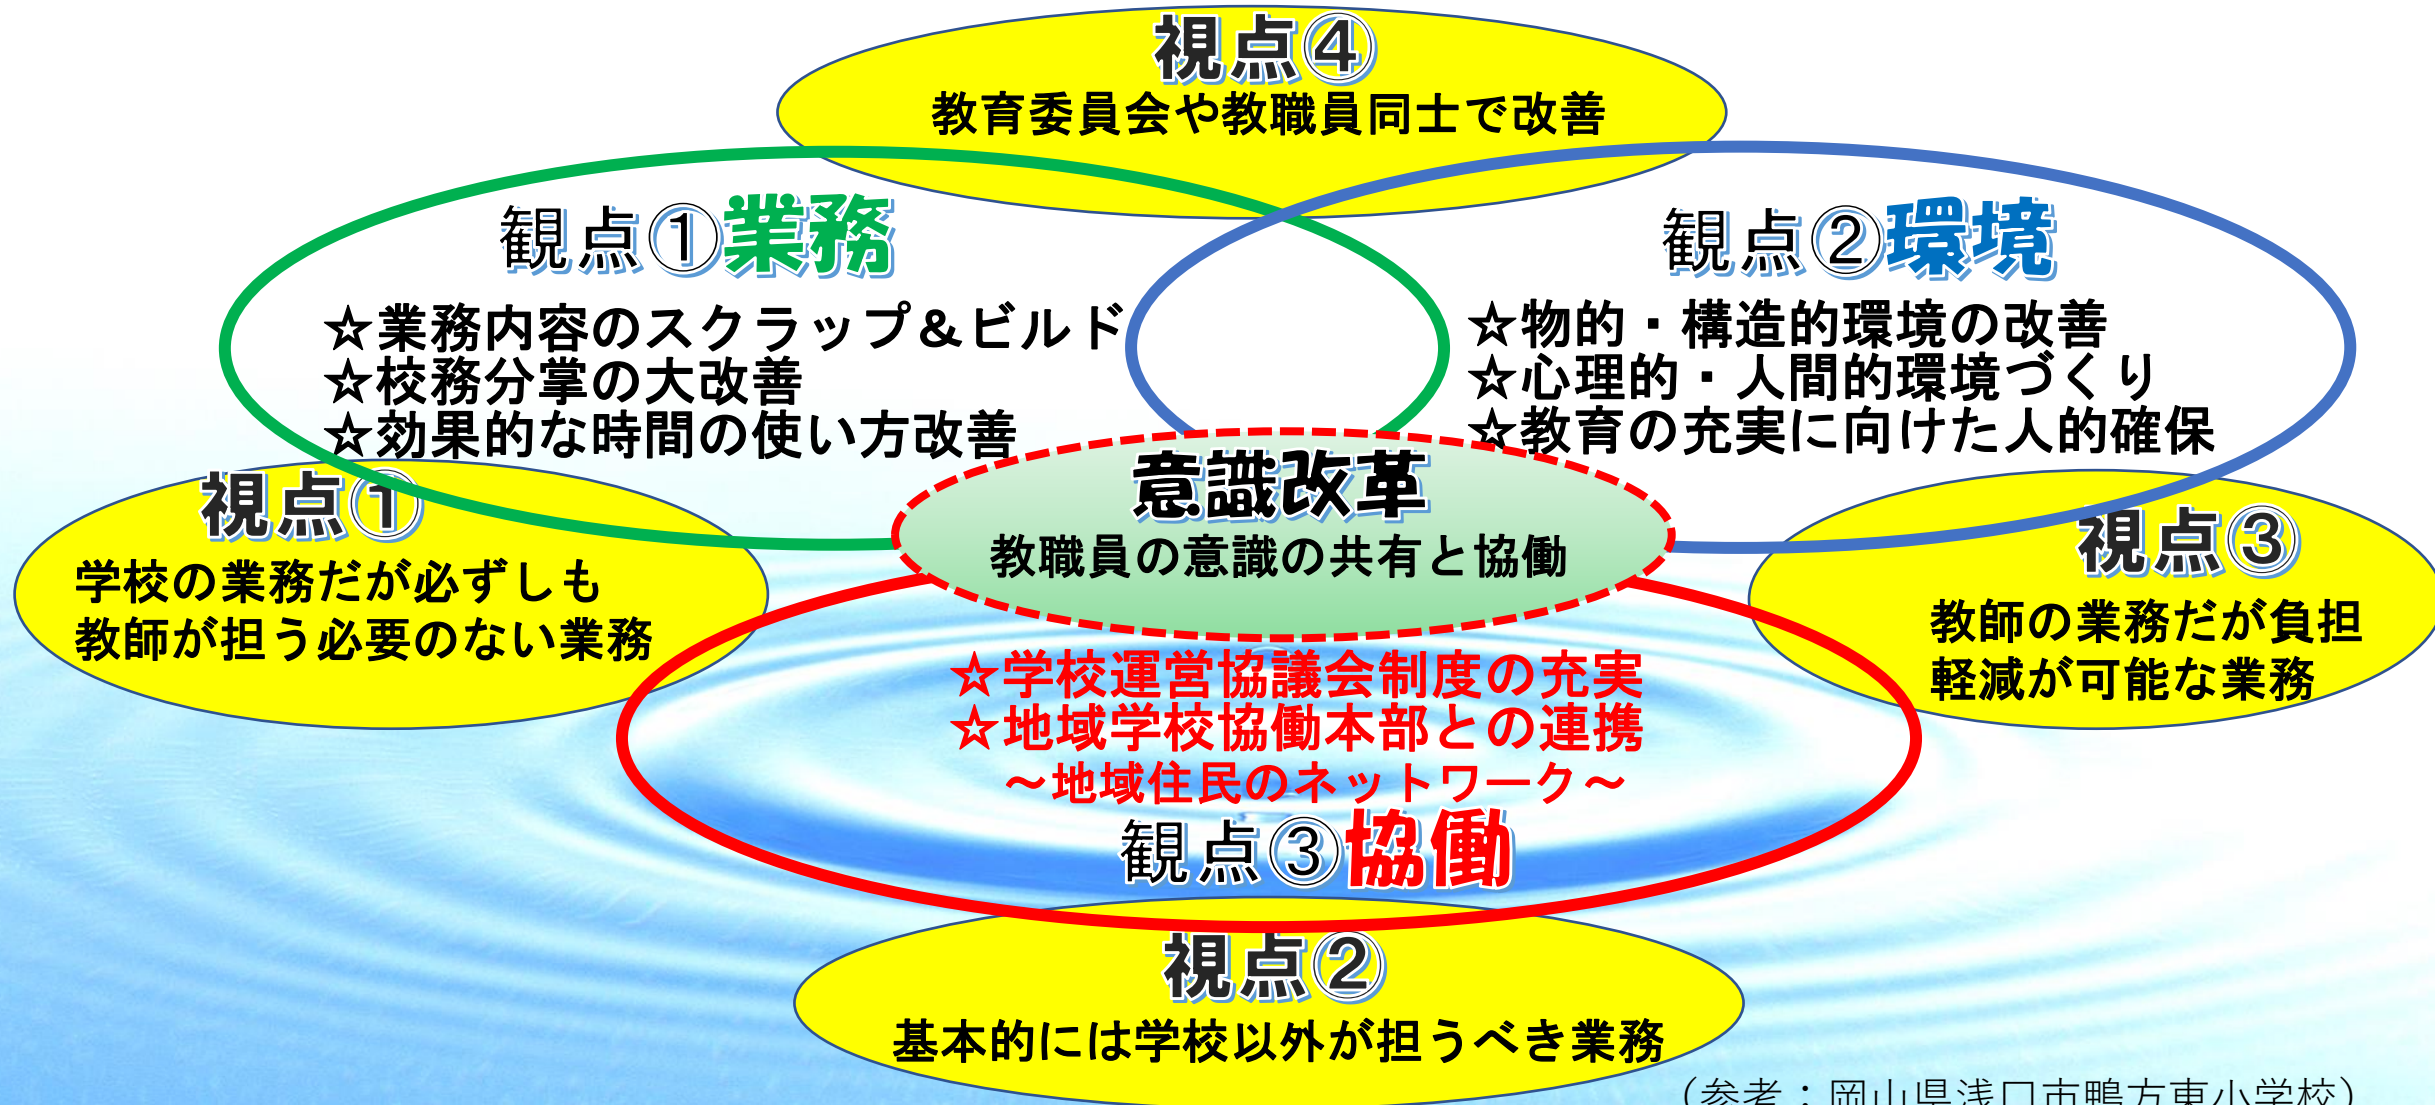 視点④
教育委員会や教職員同士で改善
観点①業務
☆業務内容のスクラップ＆ビルド
☆校務分掌の大改善
☆効果的な時間の使い方改善
観点②環境
☆物的・構造的環境の改善
☆心理的・人間的環境づくり
☆教育の充実に向けた人的確保
意識改革
教職員の意識の共有と協働
視点①
学校の業務だが必ずしも
教師が担う必要のない業務
視点③
教師の業務だが負担
軽減が可能な業務
☆学校運営協議会制度の充実
☆地域学校協働本部との連携
～地域住民のネットワーク～
観点③協働
視点②
基本的には学校以外が担うべき業務
（参考：岡山県浅口市鴨方東小学校）